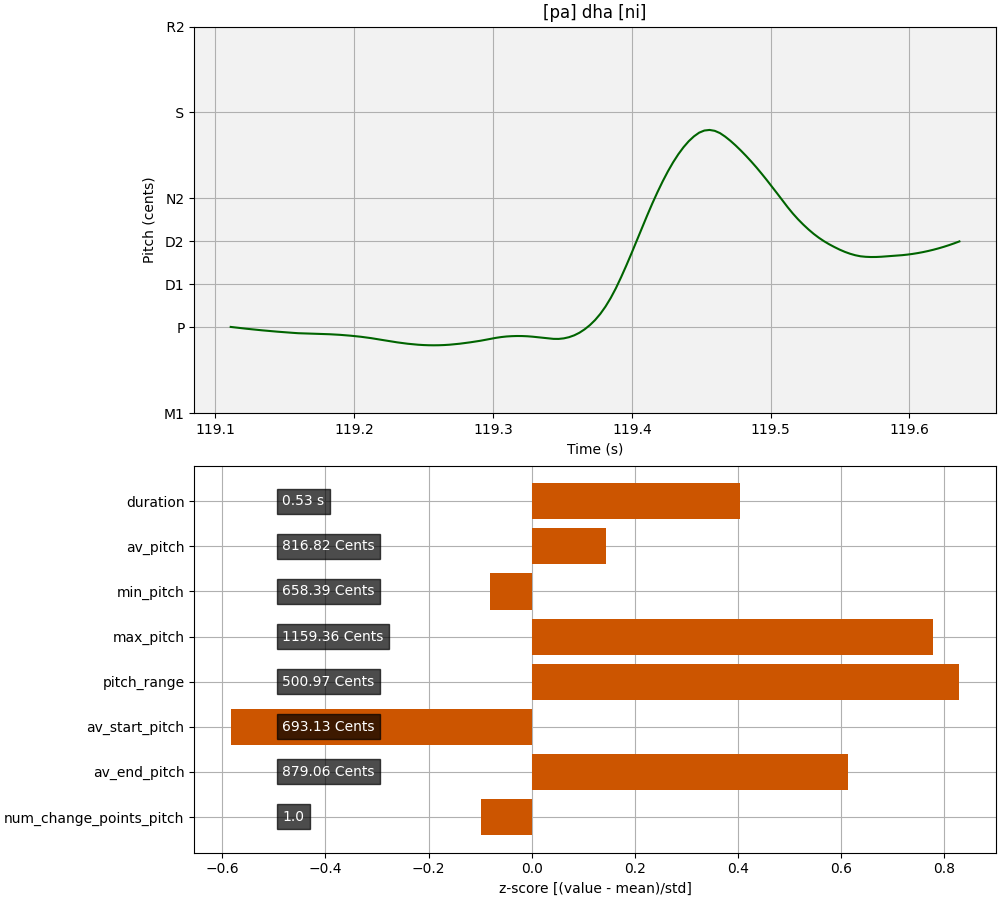 [pa] dha [ni]
R2
S
N2
D2
D1
P
M1
Pitch (cents)
119.1 119.2 119.3 119.4 119.5 119.6
Time (s)
duration 0.53 s
av_pitch 816.82 Cents
min_pitch 658.39 Cents
max_pitch 1159.36 Cents
pitch_range 500.97 Cents
av_start_pitch 693.13 Cents
av_end_pitch 879.06 Cents
num_change_points_pitch 1.0
−0.6 −0.4 −0.2 0.0 0.2 0.4 0.6 0.8
z-score [(value - mean)/std]